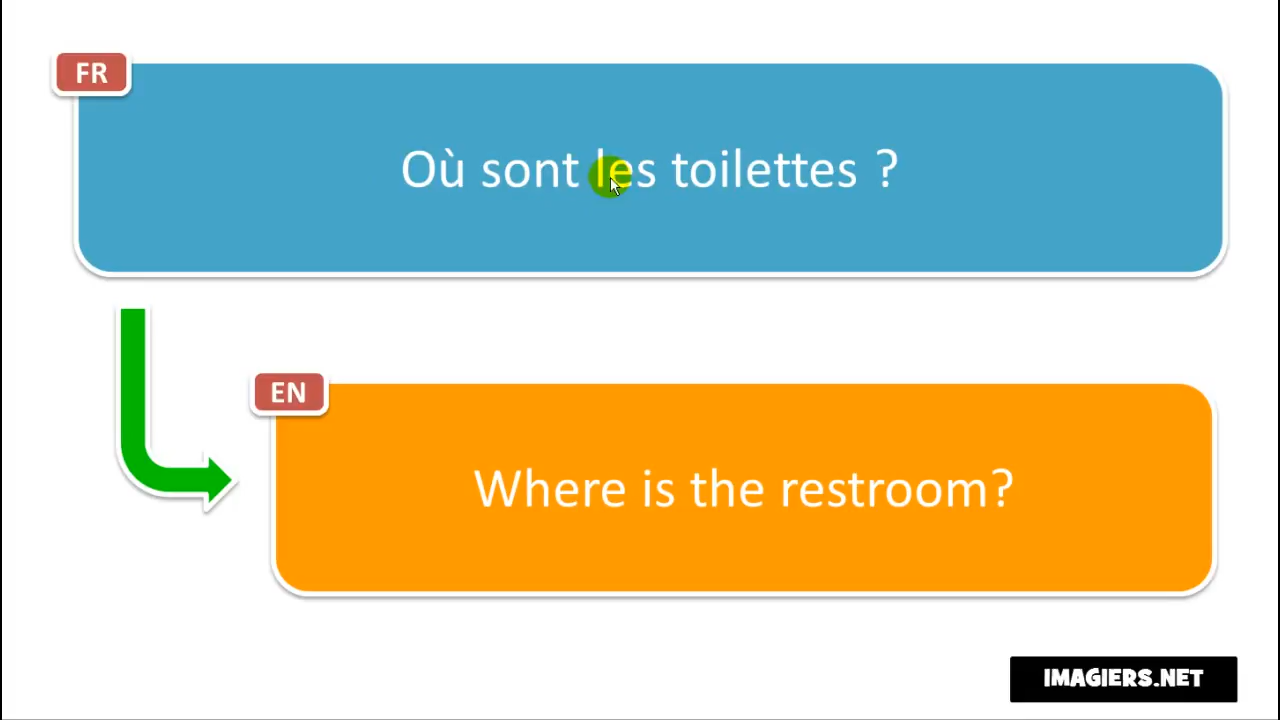 FR
Où sont les toilettes ?
EN
Where is the restroom?
IMAGIERS.NET